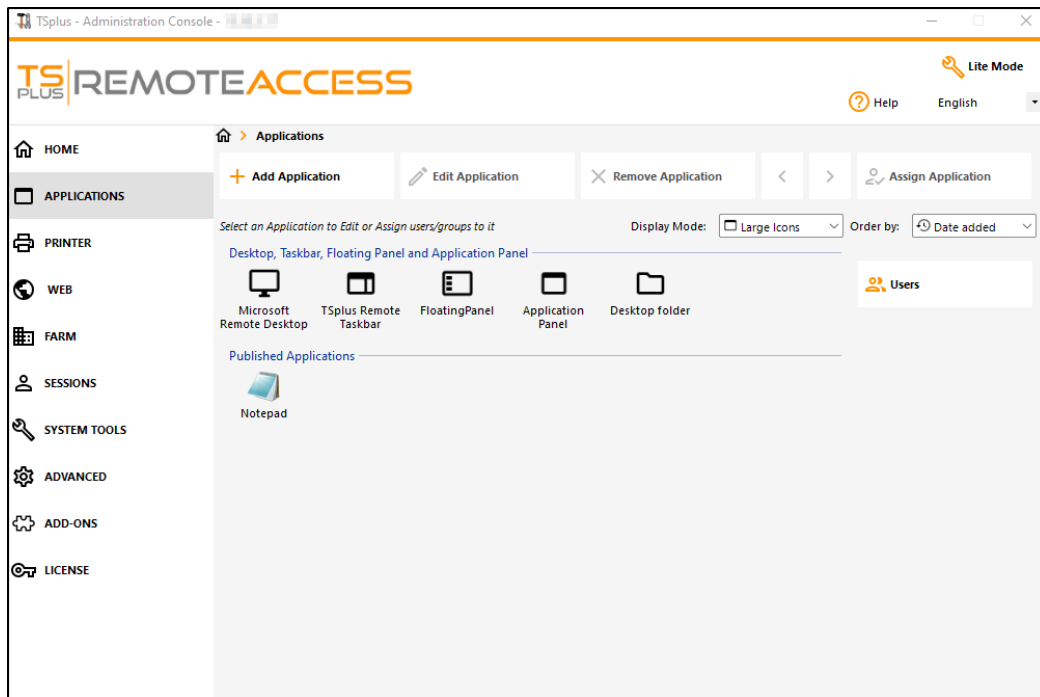 TSplus - Administration Console -
TS PLUS REMOTEACCESS
Lite Mode
Help English
HOME
APPLICATIONS
PRINTER
WEB
FARM
SESSIONS
SYSTEM TOOLS
ADVANCED
ADD-ONS
LICENSE
Applications
Add Application Edit Application Remove Application Assign Application
Select an Application to Edit or Assign users/groups to it Display Mode: Large Icons Order by: Date added
Desktop, Taskbar, Floating Panel and Application Panel
Users
Microsoft Remote Desktop
TSplus Remote Taskbar
FloatingPanel
Application Panel
Desktop folder
Published Applications
Notepad